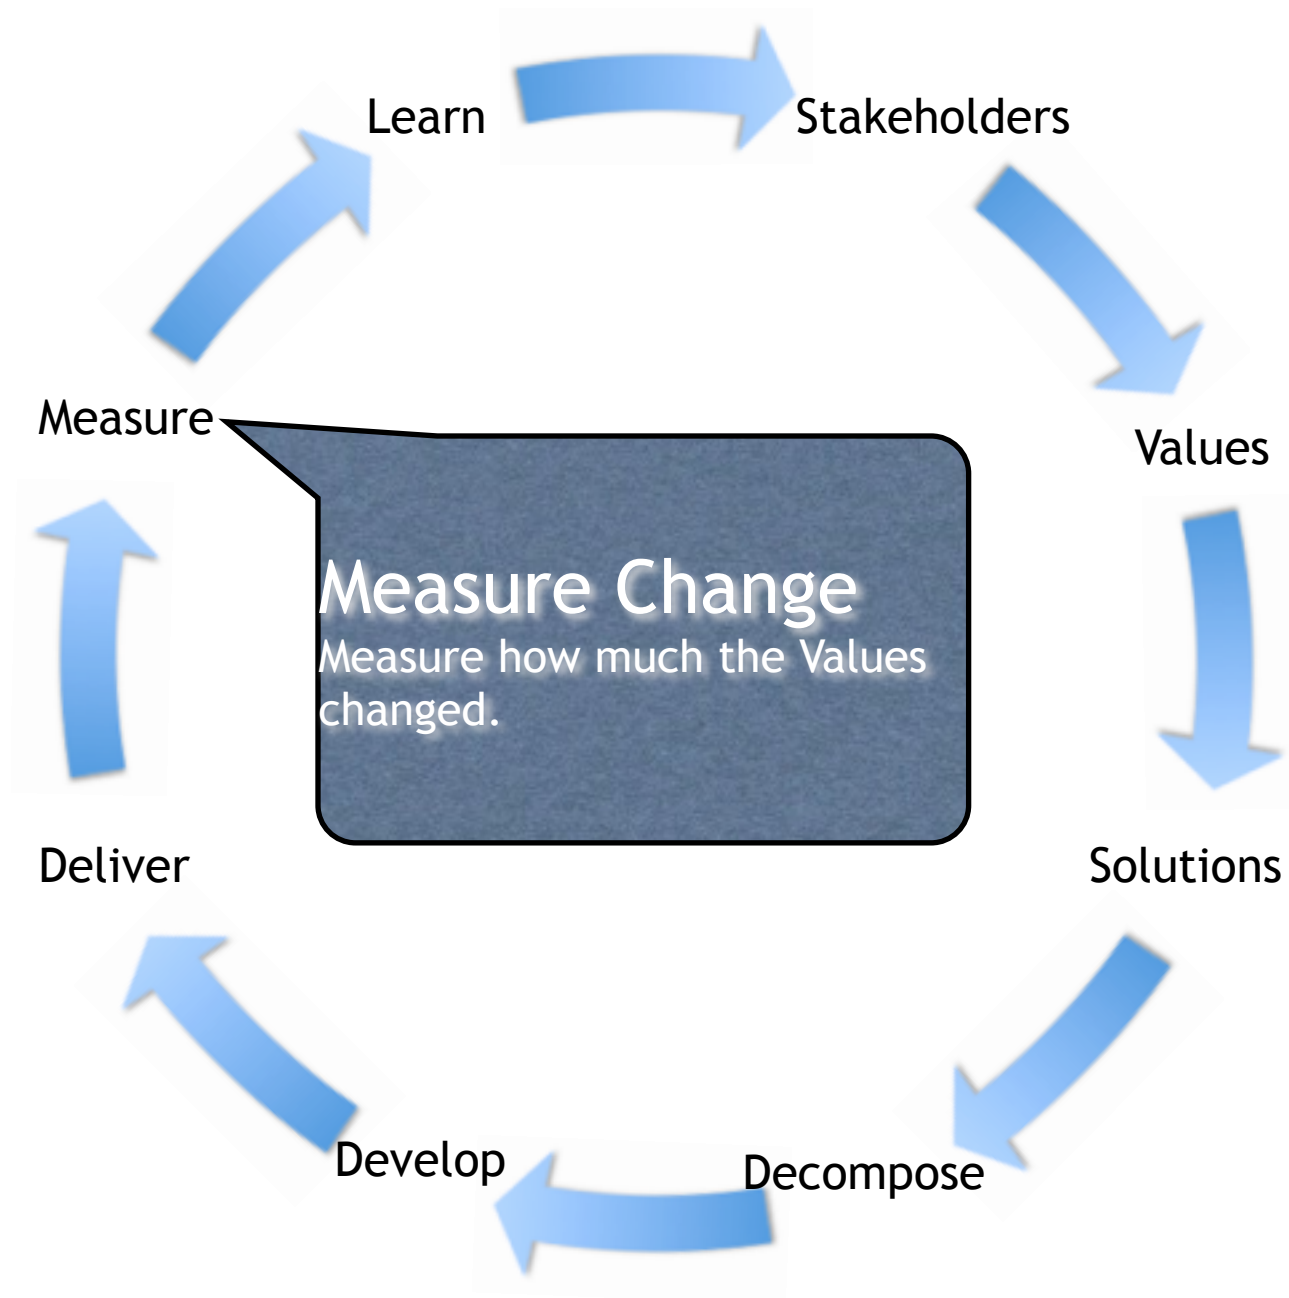 Learn
Stakeholders
Measure
Values
Measure Change
Measure how much the Values
changed.
Deliver
Solutions
Develop
Decompose